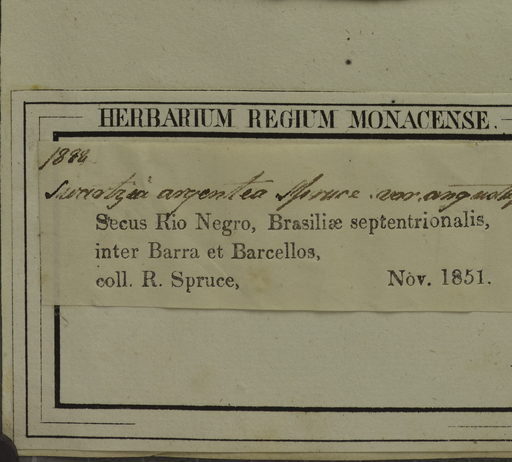 HERBARIUM REGIUM MONACENSE.
Swartzia argentea Spruce var. angustif
Secus Rio Negro, Brasiliæ septentrionalis,
inter Barra et Barcellos,
coll. R. Spruce, Nov. 1851.